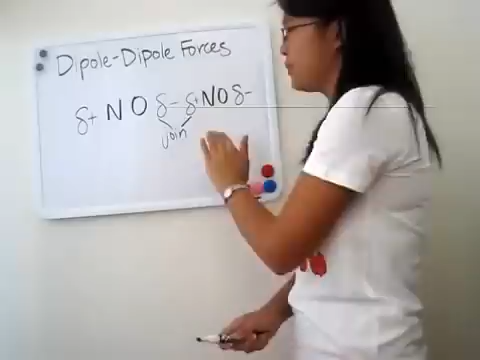 Dipole-Dipole Forces
δ+ N O δ- δ+ N O δ-
join